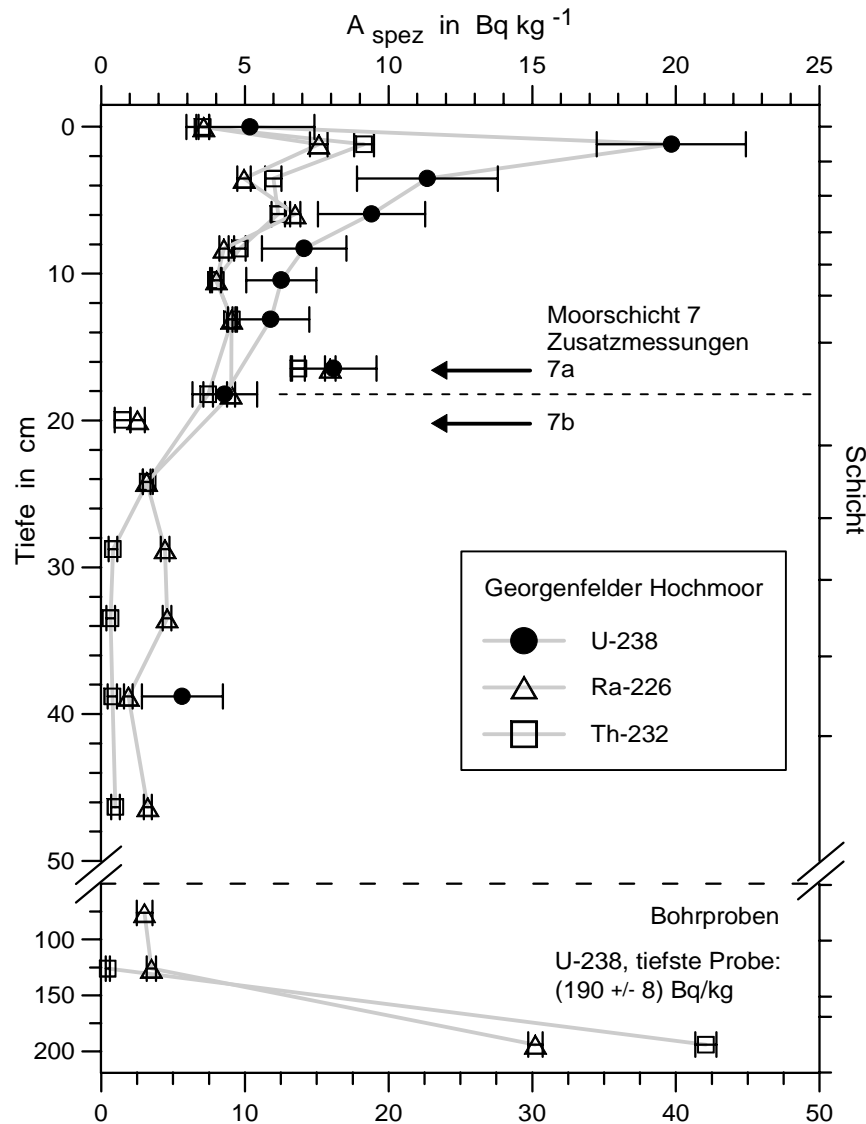 A spez in Bq kg -1
0 5 10 15 20 25
0
10
20
30
40
50
Tiefe in cm
Schicht
Moorschicht 7
Zusatzmessungen
7a
7b
Georgenfelder Hochmoor
U-238
Ra-226
Th-232
Bohrproben
U-238, tiefste Probe:
(190 +/- 8) Bq/kg
100
150
200
0 10 20 30 40 50